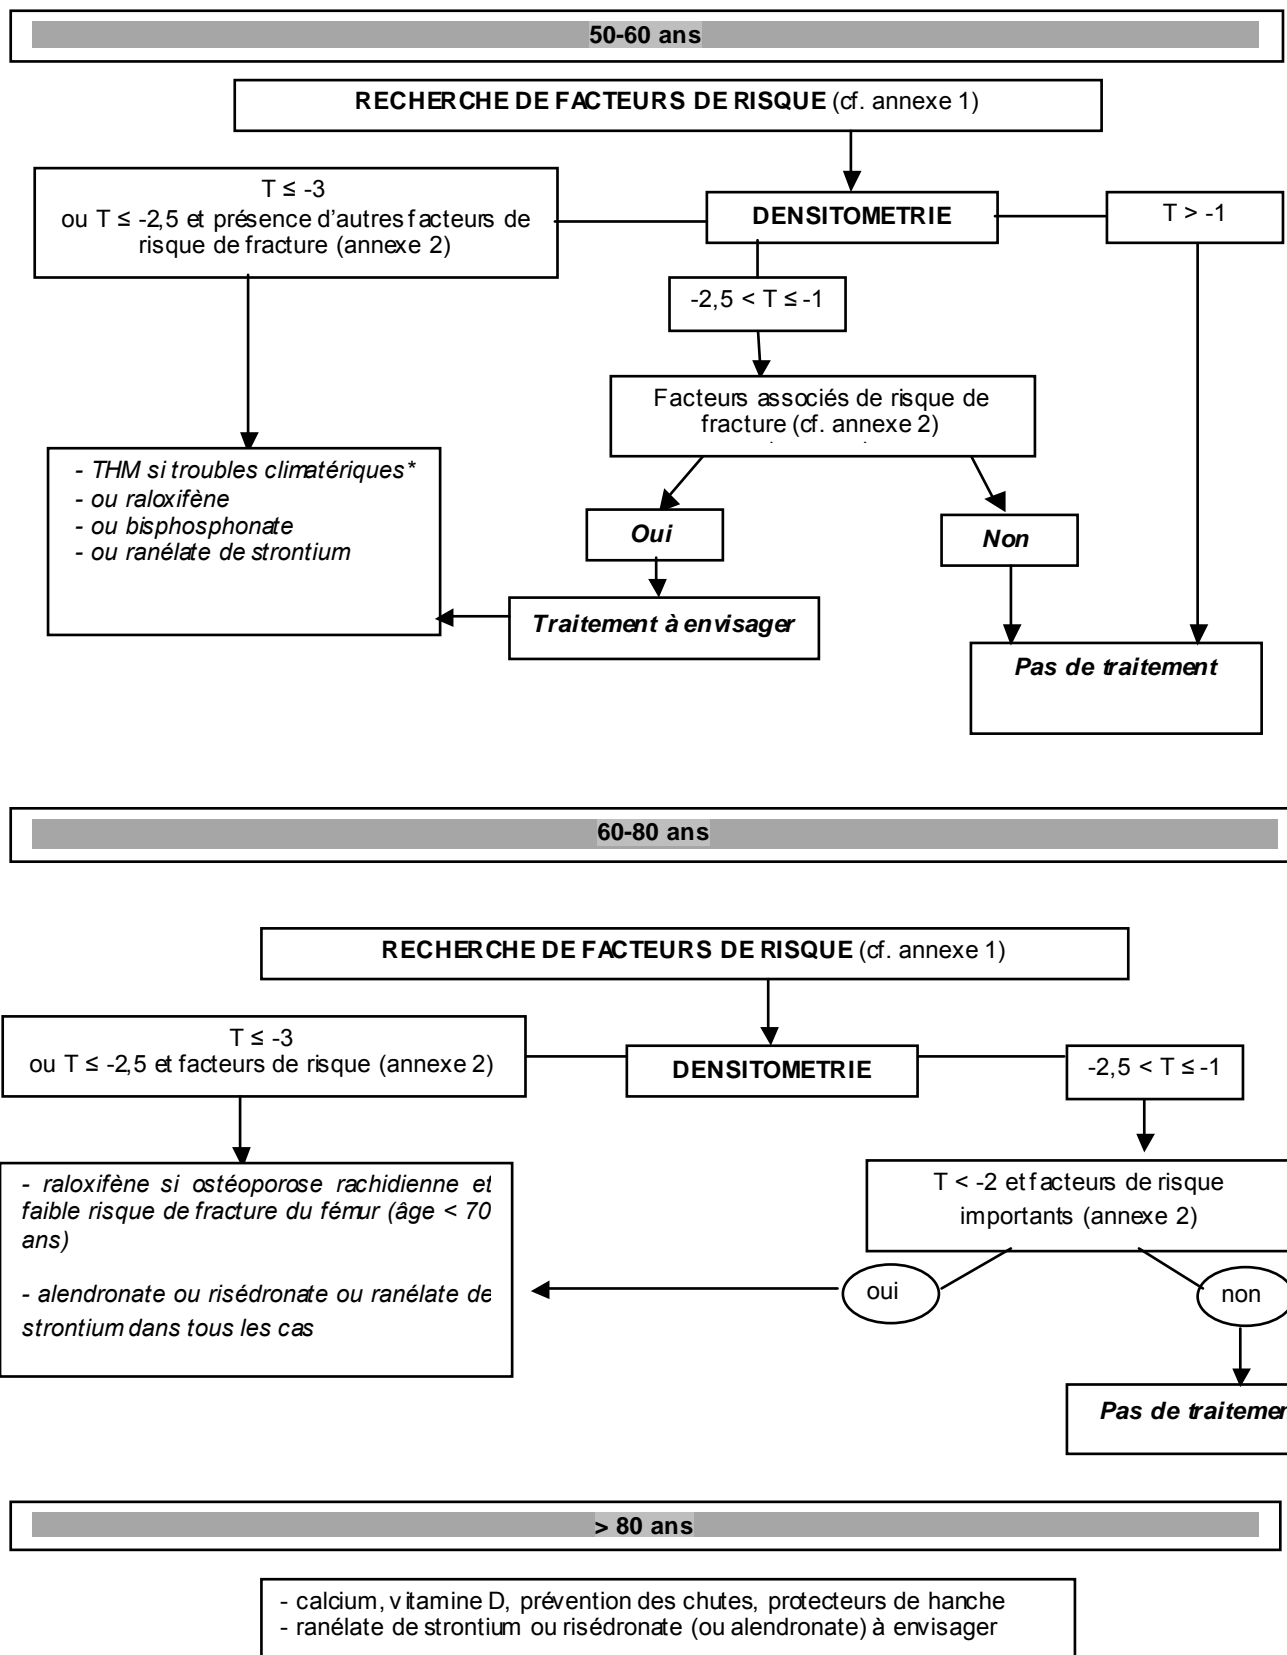 50-60 ans
RECHERCHE DE FACTEURS DE RISQUE (cf. annexe 1)
T ≤ -3
ou T ≤ -2,5 et présence d'autres facteurs de
risque de fracture (annexe 2)
DENSITOMETRIE
T > -1
-2,5 < T ≤ -1
Facteurs associés de risque de
fracture (cf. annexe 2)
- THM si troubles climatériques*
- ou raloxifène
- ou bisphosphonate
- ou ranélate de strontium
Oui
Non
Traitement à envisager
Pas de traitement
60-80 ans
RECHERCHE DE FACTEURS DE RISQUE (cf. annexe 1)
T ≤ -3
ou T ≤ -2,5 et facteurs de risque (annexe 2)
DENSITOMETRIE
-2,5 < T ≤ -1
- raloxifène si ostéoporose rachidienne et
faible risque de fracture du fémur (âge < 70
ans)
- alendronate ou risédronate ou ranélate de
strontium dans tous les cas
T < -2 et facteurs de risque
importants (annexe 2)
oui
non
Pas de traitemen
> 80 ans
- calcium, vitamine D, prévention des chutes, protecteurs de hanche
- ranélate de strontium ou risédronate (ou alendronate) à envisager